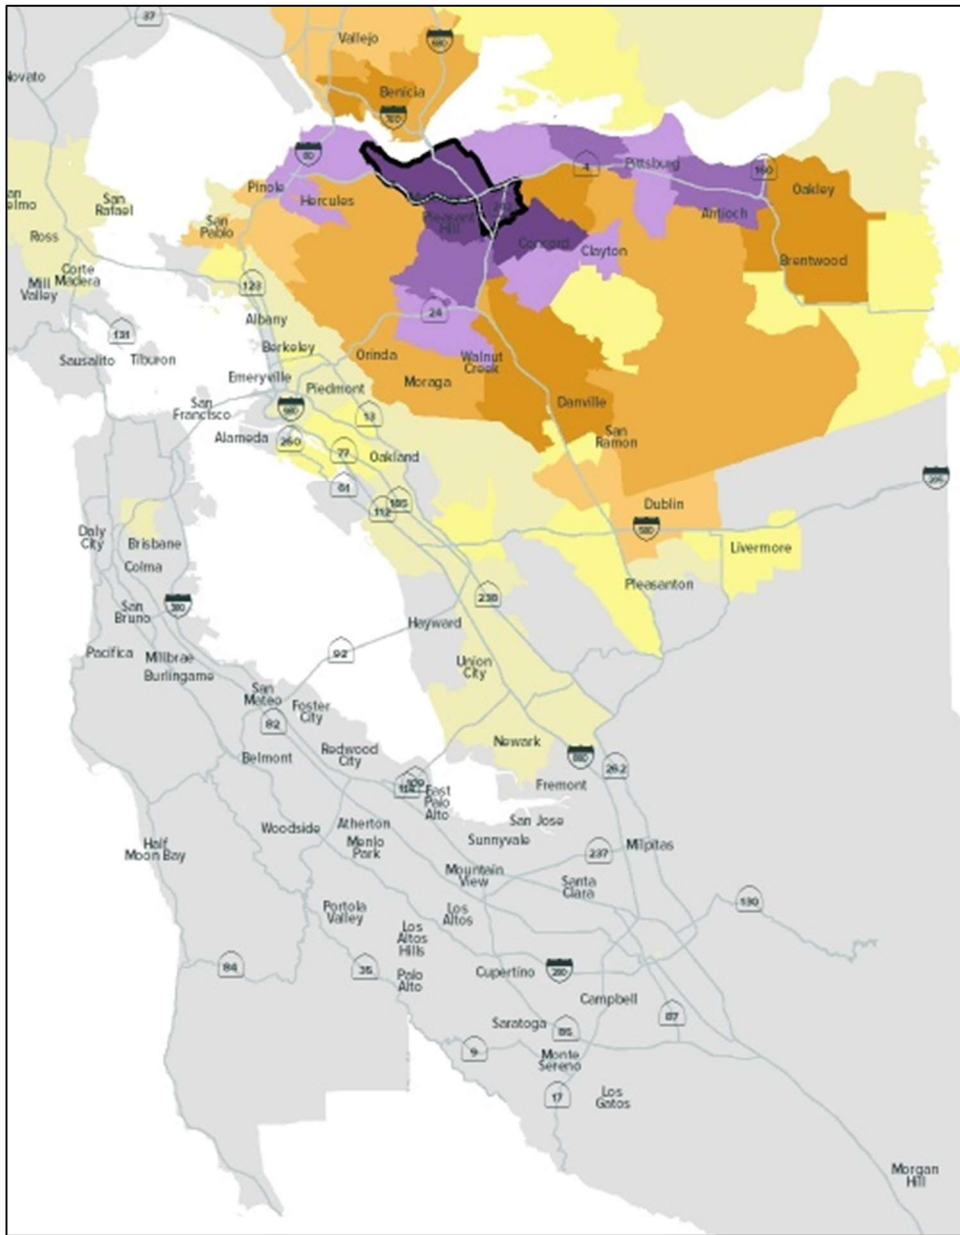 37
Vallejo
680
Novato
Benicia
780
80
4
Pittsburg
160
Pinole
Oakley
San
Rafael
Hercules
Antioch
San
Pablo
Pleasant
Hill
Ross
Concord
Clayton
Brentwood
Corte
Madera
Mill
Valley
123
24
Albany
131
Berkeley
Orinda
Sausalito
Tiburon
Walnut
Creek
Emeryville
Piedmont
Moraga
San
Francisco
Danville
13
Alameda
260
San
Ramon
77
Oakland
61
185
112
Dublin
580
Daly
City
Brisbane
Livermore
Colma
Pleasanton
238
San
Bruno
380
Hayward
92
Pacifica
Millbrae
Burlingame
Union
City
San
Mateo
Foster
City
82
Newark
Redwood
City
Belmont
880
262
Fremont
East
Palo
Alto
San Jose
Atherton
Woodside
Sunnyvale
Menlo
Park
Half
Moon Bay
237
Milpitas
Mountain
View
Santa
Clara
130
Portola
Valley
Los
Altos
Los
Altos
Hills
84
35
Palo
Alto
Cupertino
280
Campbell
87
Saratoga
85
9
Monte
Sereno
17
Los
Gatos
Morgan
Hill